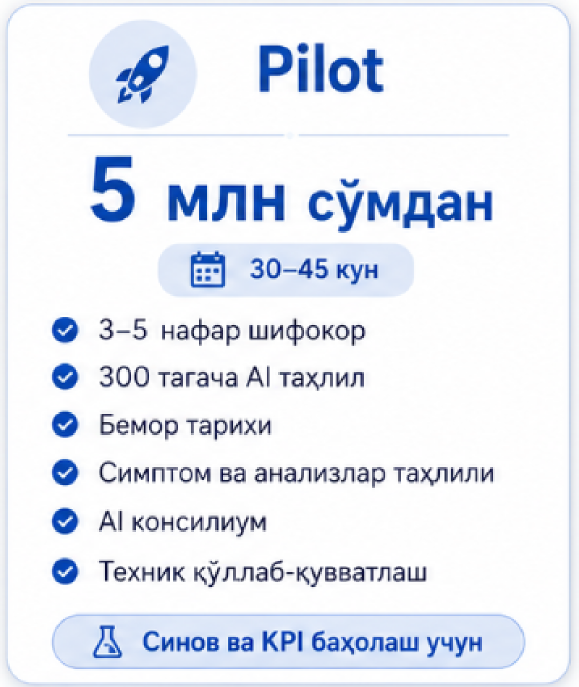 Pilot
5 млн сўмдан
30–45 кун
3–5 нафар шифокор
300 тагача AI таҳлил
Бемор тарихи
Симптом ва анализлар таҳлили
AI консилиум
Техник қўллаб-қувватлаш
Синов ва KPI баҳолаш учун